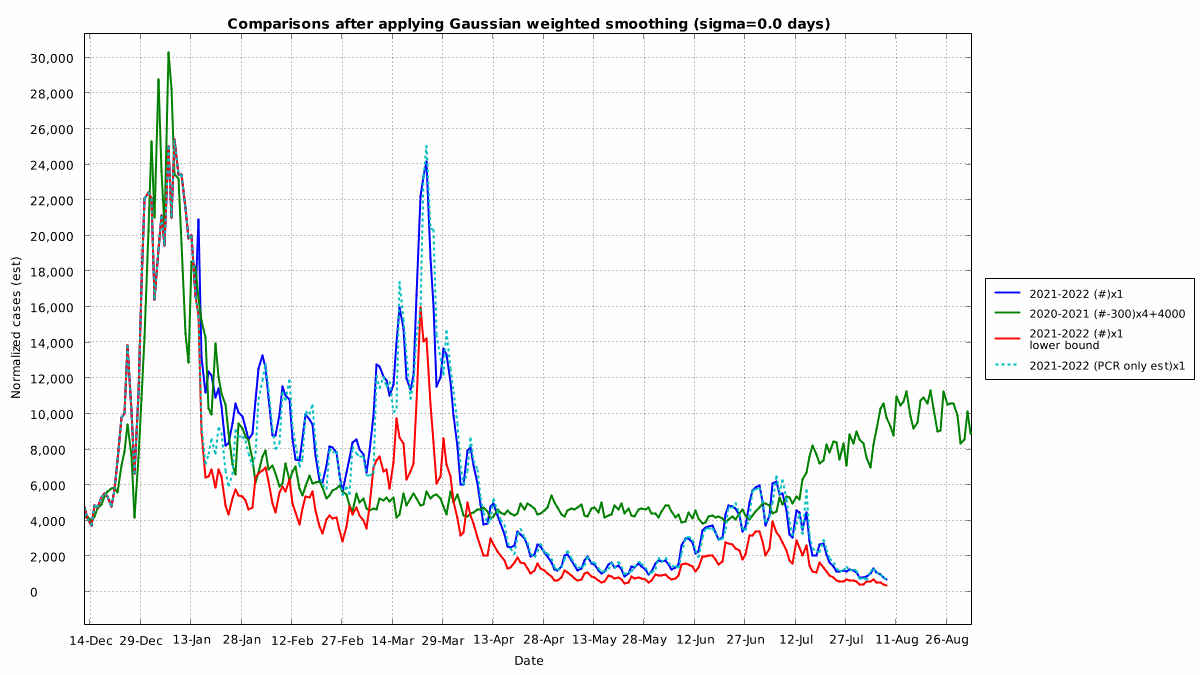 Comparisons after applying Gaussian weighted smoothing (sigma=0.0 days)
Normalized cases (est)
30,000
28,000
26,000
24,000
22,000
20,000
18,000
16,000
14,000
12,000
10,000
8,000
6,000
4,000
2,000
0
14-Dec 29-Dec 13-Jan 28-Jan 12-Feb 27-Feb 14-Mar 29-Mar 13-Apr 28-Apr 13-May 28-May 12-Jun 27-Jun 12-Jul 27-Jul 11-Aug 26-Aug
Date
2021-2022 (#)x1
2020-2021 (#-300)x4+4000
2021-2022 (#)x1
lower bound
2021-2022 (PCR only est)x1